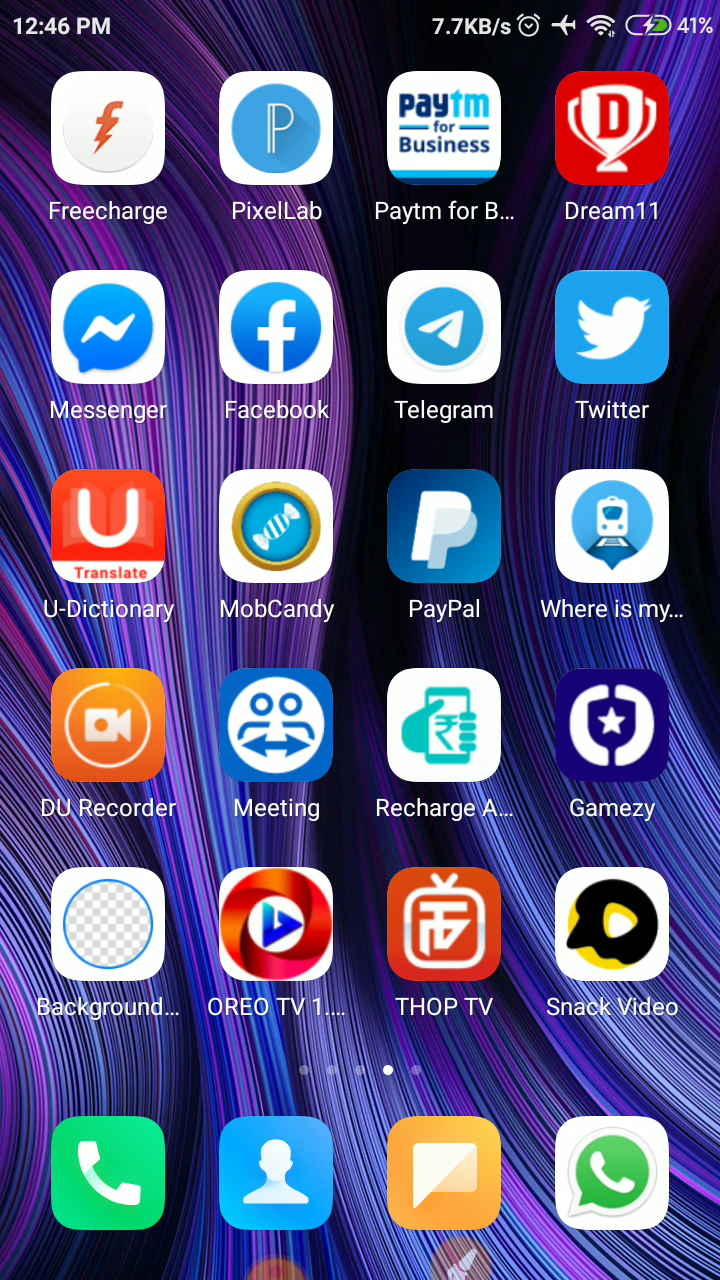 12:46 PM 7.7KB/s 41%
paytm
for
Business
D
Freecharge PixelLab Paytm for B... Dream11
Messenger Facebook Telegram Twitter
U
Translate
U-Dictionary MobCandy PayPal Where is my...
DU Recorder Meeting Recharge A... Gamezy
Background... OREO TV 1.... THOP TV Snack Video